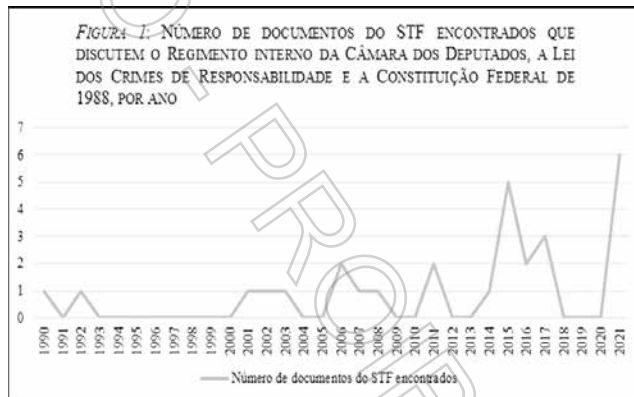 FIGURA 1: NÚMERO DE DOCUMENTOS DO STF ENCONTRADOS QUE
DISCUTEM O REGIMENTO INTERNO DA CÂMARA DOS DEPUTADOS, A LEI
DOS CRIMES DE RESPONSABILIDADE E A CONSTITUIÇÃO FEDERAL DE
1988, POR ANO
7
6
5
4
3
2
1
0
1990 1991 1992 1993 1994 1995 1996 1997 1998 1999 2000 2001 2002 2003 2004 2005 2006 2007 2008 2009 2010 2011 2012 2013 2014 2015 2016 2017 2018 2019 2020 2021
Número de documentos do STF encontrados